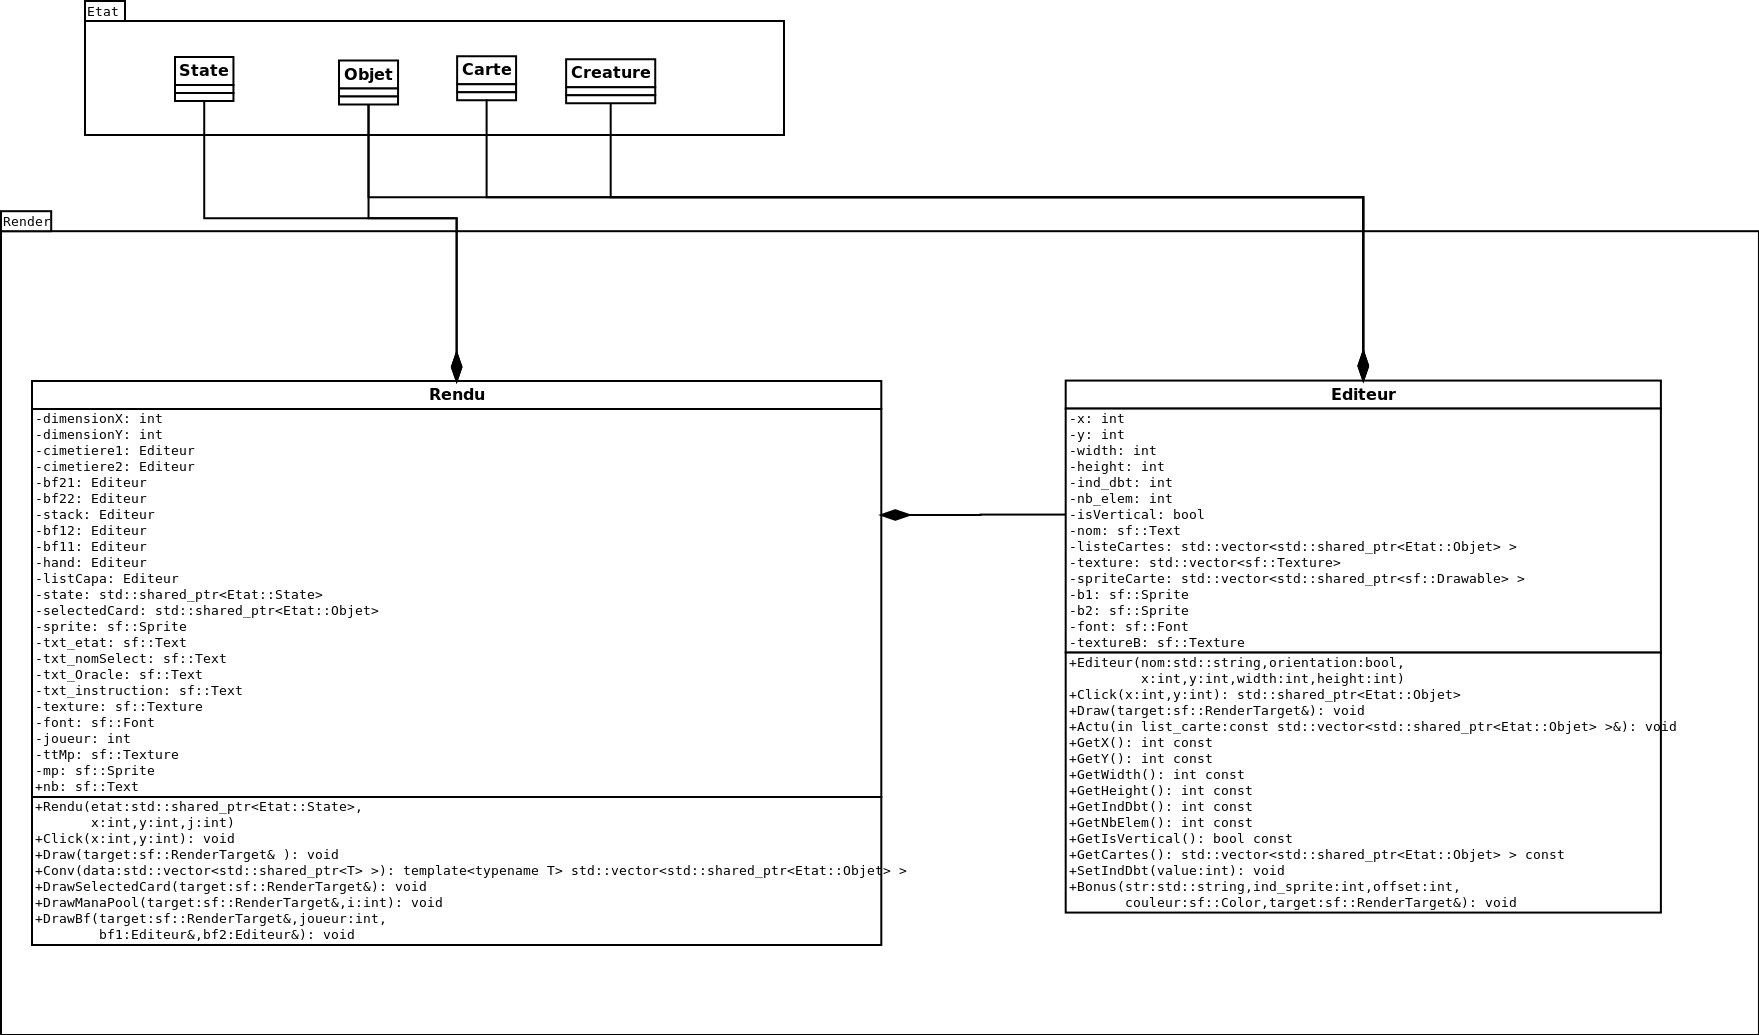 Etat
State
Objet
Carte
Creature
Render
Rendu
-dimensionX: int
-dimensionY: int
-cimetiere1: Editeur
-cimetiere2: Editeur
-bf21: Editeur
-bf22: Editeur
-stack: Editeur
-bf12: Editeur
-bf11: Editeur
-hand: Editeur
-listCapa: Editeur
-state: std::shared_ptr<Etat::State>
-selectedCard: std::shared_ptr<Etat::Objet>
-sprite: sf::Sprite
-txt_etat: sf::Text
-txt_nomSelect: sf::Text
-txt_Oracle: sf::Text
-txt_instruction: sf::Text
-texture: sf::Texture
-font: sf::Font
-joueur: int
-ttMp: sf::Texture
-mp: sf::Sprite
+nb: sf::Text
+Rendu(etat:std::shared_ptr<Etat::State>,
x:int,y:int,j:int)
+Click(x:int,y:int): void
+Draw(target:sf::RenderTarget& ): void
+Conv(data:std::vector<std::shared_ptr<T> >): template<typename T> std::vector<std::shared_ptr<Etat::Objet> >
+DrawSelectedCard(target:sf::RenderTarget&): void
+DrawManaPool(target:sf::RenderTarget&,i:int): void
+DrawBf(target:sf::RenderTarget&,joueur:int,
bf1:Editeur&,bf2:Editeur&): void
Editeur
-x: int
-y: int
-width: int
-height: int
-ind_dbt: int
-nb_elem: int
-isVertical: bool
-nom: sf::Text
-listeCartes: std::vector<std::shared_ptr<Etat::Objet> >
-texture: std::vector<sf::Texture>
-spriteCarte: std::vector<std::shared_ptr<sf::Drawable> >
-b1: sf::Sprite
-b2: sf::Sprite
-font: sf::Font
-textureB: sf::Texture
+Editeur(nom:std::string,orientation:bool,
x:int,y:int,width:int,height:int)
+Click(x:int,y:int): std::shared_ptr<Etat::Objet>
+Draw(target:sf::RenderTarget&): void
+Actu(in list_carte:const std::vector<std::shared_ptr<Etat::Objet> >&): void
+GetX(): int const
+GetY(): int const
+GetWidth(): int const
+GetHeight(): int const
+GetIndDbt(): int const
+GetNbElem(): int const
+GetIsVertical(): bool const
+GetCartes(): std::vector<std::shared_ptr<Etat::Objet> > const
+SetIndDbt(value:int): void
+Bonus(str:std::string,ind_sprite:int,offset:int,
couleur:sf::Color,target:sf::RenderTarget&): void